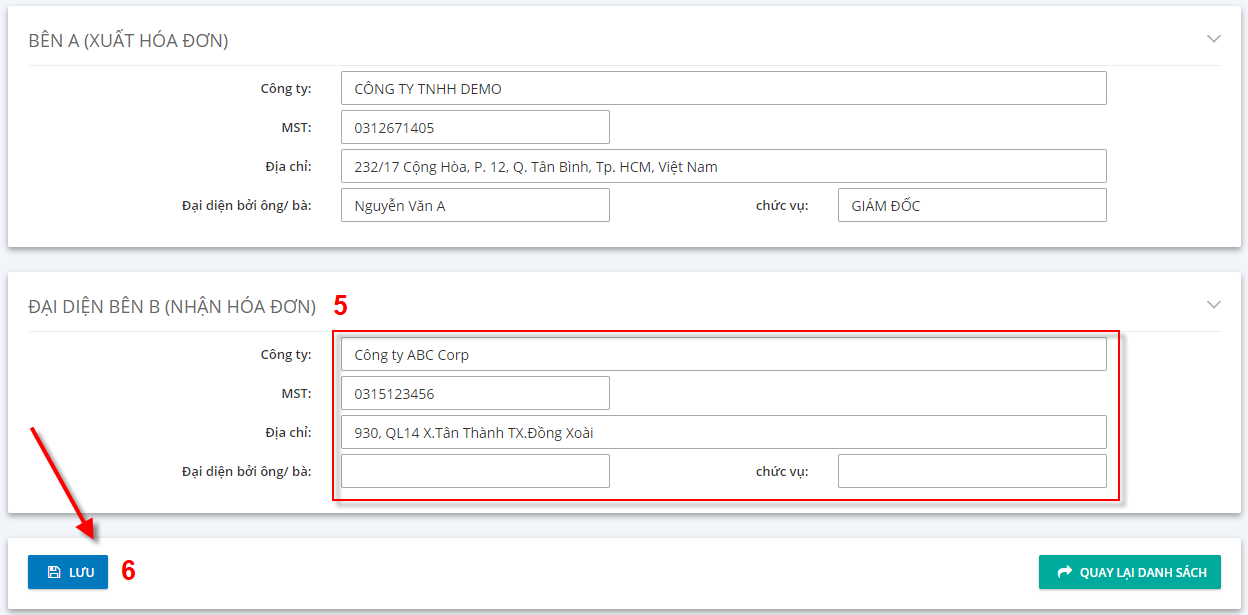 BÊN A (XUẤT HÓA ĐƠN)
Công ty: CÔNG TY TNHH DEMO
MST: 0312671405
Địa chỉ: 232/17 Cộng Hòa, P. 12, Q. Tân Bình, Tp. HCM, Việt Nam
Đại diện bởi ông/ bà: Nguyễn Văn A chức vụ: GIÁM ĐỐC
ĐẠI DIỆN BÊN B (NHẬN HÓA ĐƠN) 5
Công ty: Công ty ABC Corp
MST: 0315123456
Địa chỉ: 930, QL14 X.Tân Thành TX.Đồng Xoài
Đại diện bởi ông/ bà: chức vụ:
LƯU 6 QUAY LẠI DANH SÁCH